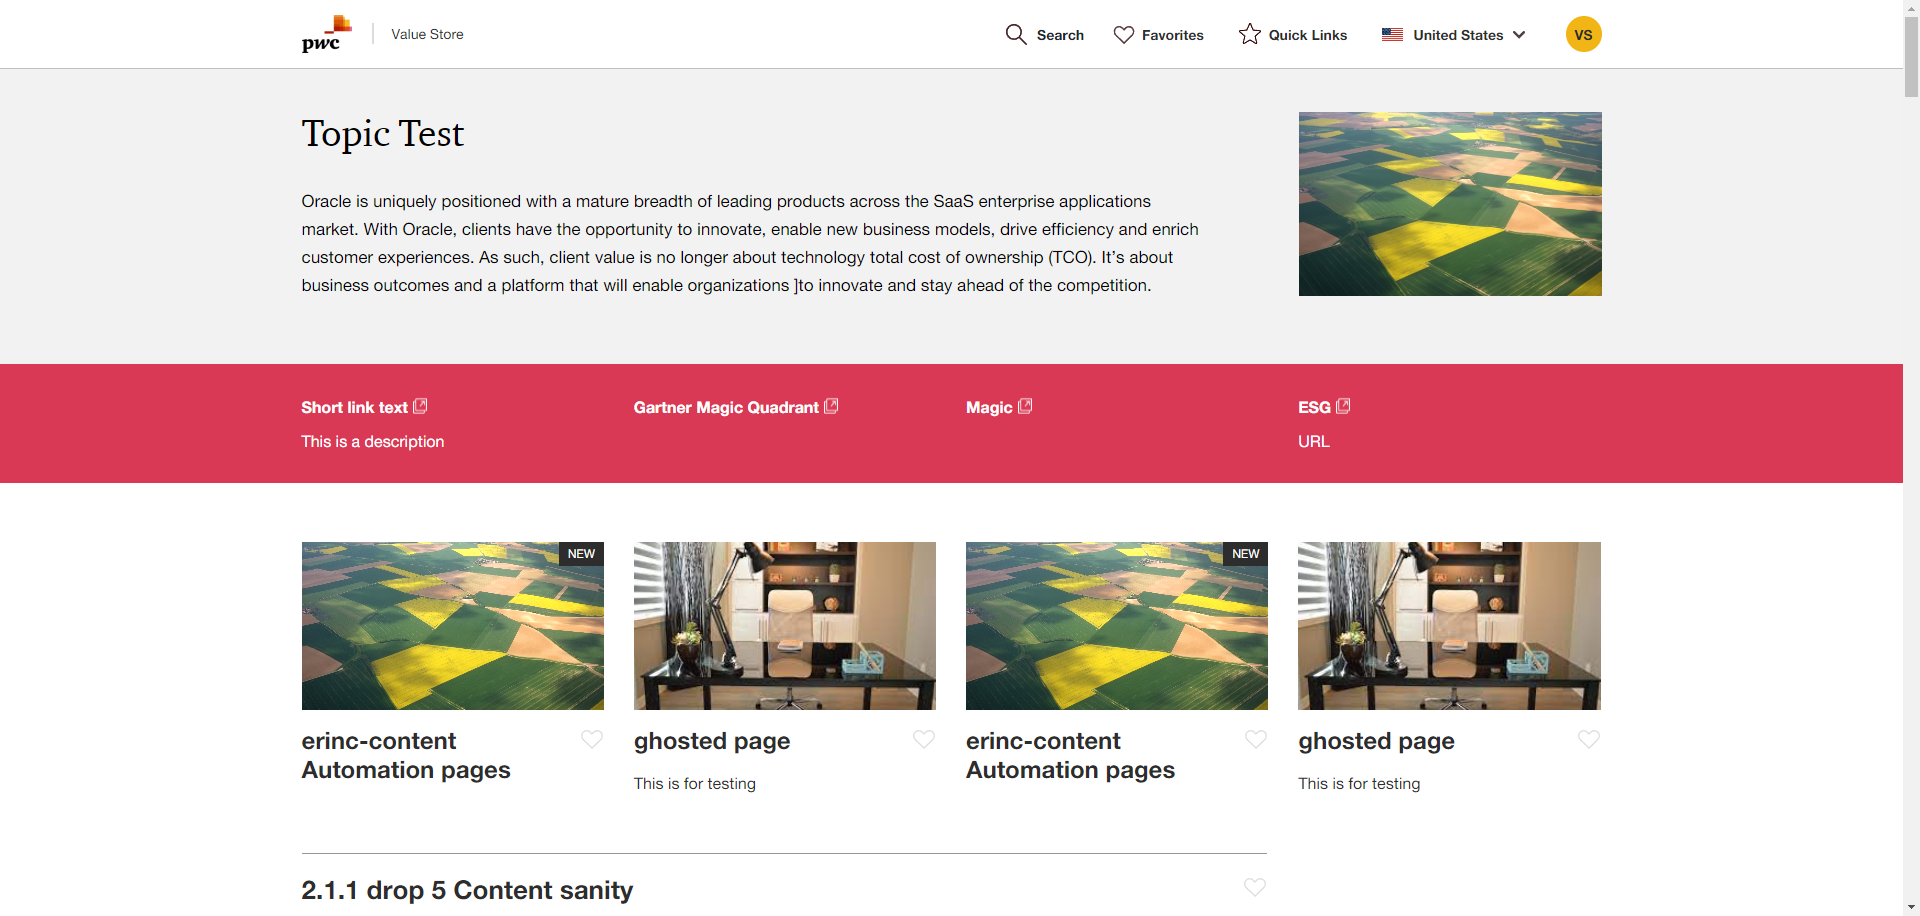 pwc
Value Store
Search
Favorites
Quick Links
United States
VS
Topic Test
Oracle is uniquely positioned with a mature breadth of leading products across the SaaS enterprise applications
market. With Oracle, clients have the opportunity to innovate, enable new business models, drive efficiency and enrich
customer experiences. As such, client value is no longer about technology total cost of ownership (TCO). It’s about
business outcomes and a platform that will enable organizations ]to innovate and stay ahead of the competition.
Short link text
This is a description
Gartner Magic Quadrant
Magic
ESG
URL
NEW
erinc-content
Automation pages
ghosted page
This is for testing
NEW
erinc-content
Automation pages
ghosted page
This is for testing
2.1.1 drop 5 Content sanity